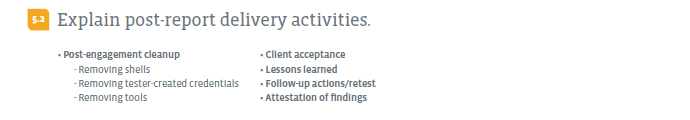 5.2 Explain post-report delivery activities.
• Post-engagement cleanup
- Removing shells
- Removing tester-created credentials
- Removing tools
• Client acceptance
• Lessons learned
• Follow-up actions/retest
• Attestation of findings